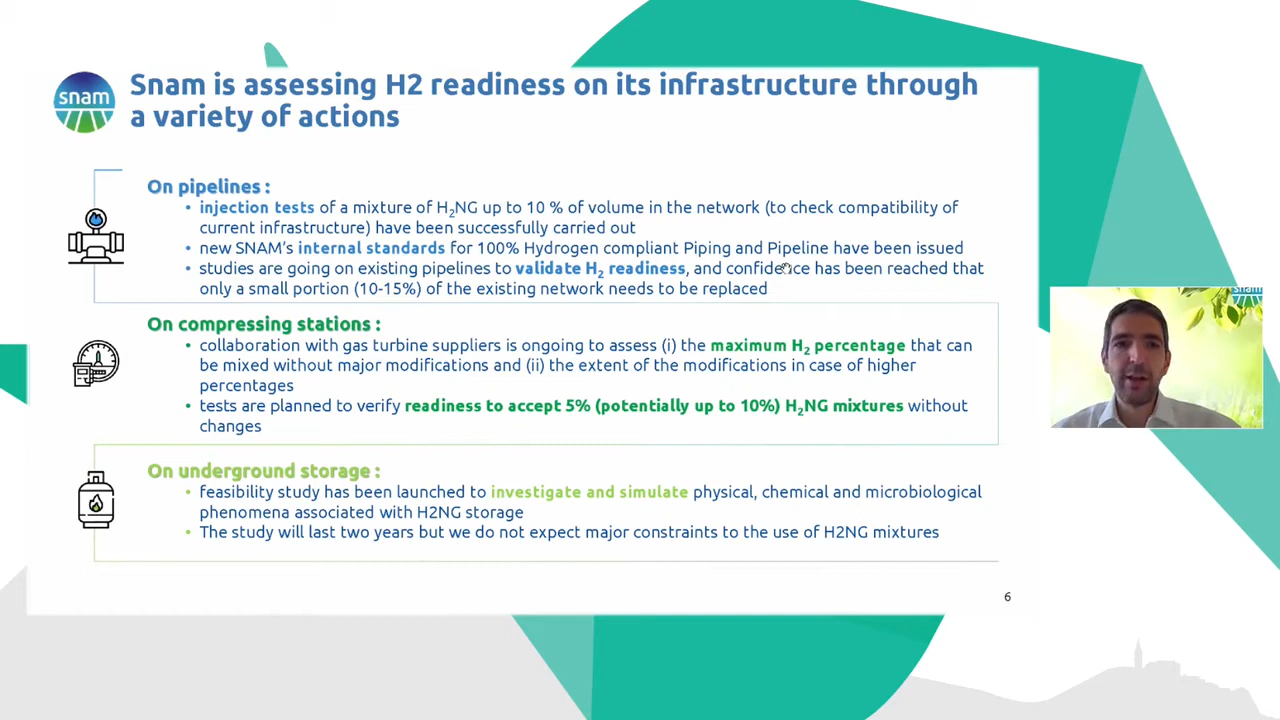 snam
Snam is assessing H2 readiness on its infrastructure through
a variety of actions
On pipelines :
• injection tests of a mixture of H₂NG up to 10 % of volume in the network (to check compatibility of
current infrastructure) have been successfully carried out
• new SNAM's internal standards for 100% Hydrogen compliant Piping and Pipeline have been issued
• studies are going on existing pipelines to validate H₂ readiness, and confidence has been reached that
only a small portion (10-15%) of the existing network needs to be replaced
On compressing stations :
• collaboration with gas turbine suppliers is ongoing to assess (i) the maximum H₂ percentage that can
be mixed without major modifications and (ii) the extent of the modifications in case of higher
percentages
• tests are planned to verify readiness to accept 5% (potentially up to 10%) H₂NG mixtures without
changes
On underground storage :
• feasibility study has been launched to investigate and simulate physical, chemical and microbiological
phenomena associated with H2NG storage
• The study will last two years but we do not expect major constraints to the use of H2NG mixtures
6
snam